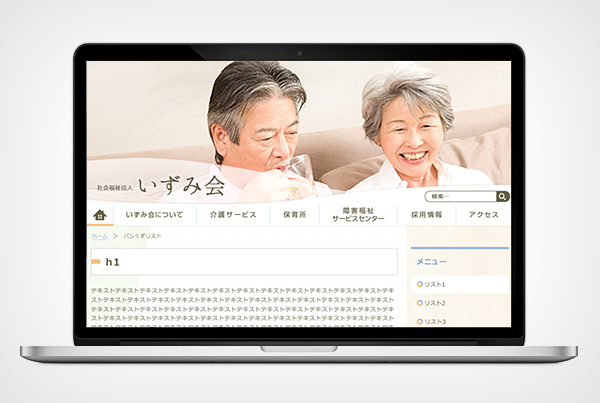 社会福祉法人 いずみ会
検索…
いずみ会について 介護サービス 保育所 障害福祉サービスセンター 採用情報 アクセス
ホーム > パンくずリスト
h1
メニュー
リスト1
リスト2
リスト3
テキストテキストテキストテキストテキストテキストテキストテキストテキストテキストテキストテキストテキ
ストテキストテキストテキストテキストテキストテキストテキストテキストテキストテキストテキストテキスト
テキストテキストテキストテキストテキストテキストテキストテキストテキストテキストテキストテキストテキ
ストテキストテキストテキストテキストテキストテキストテキストテキストテキストテキストテキストテキスト